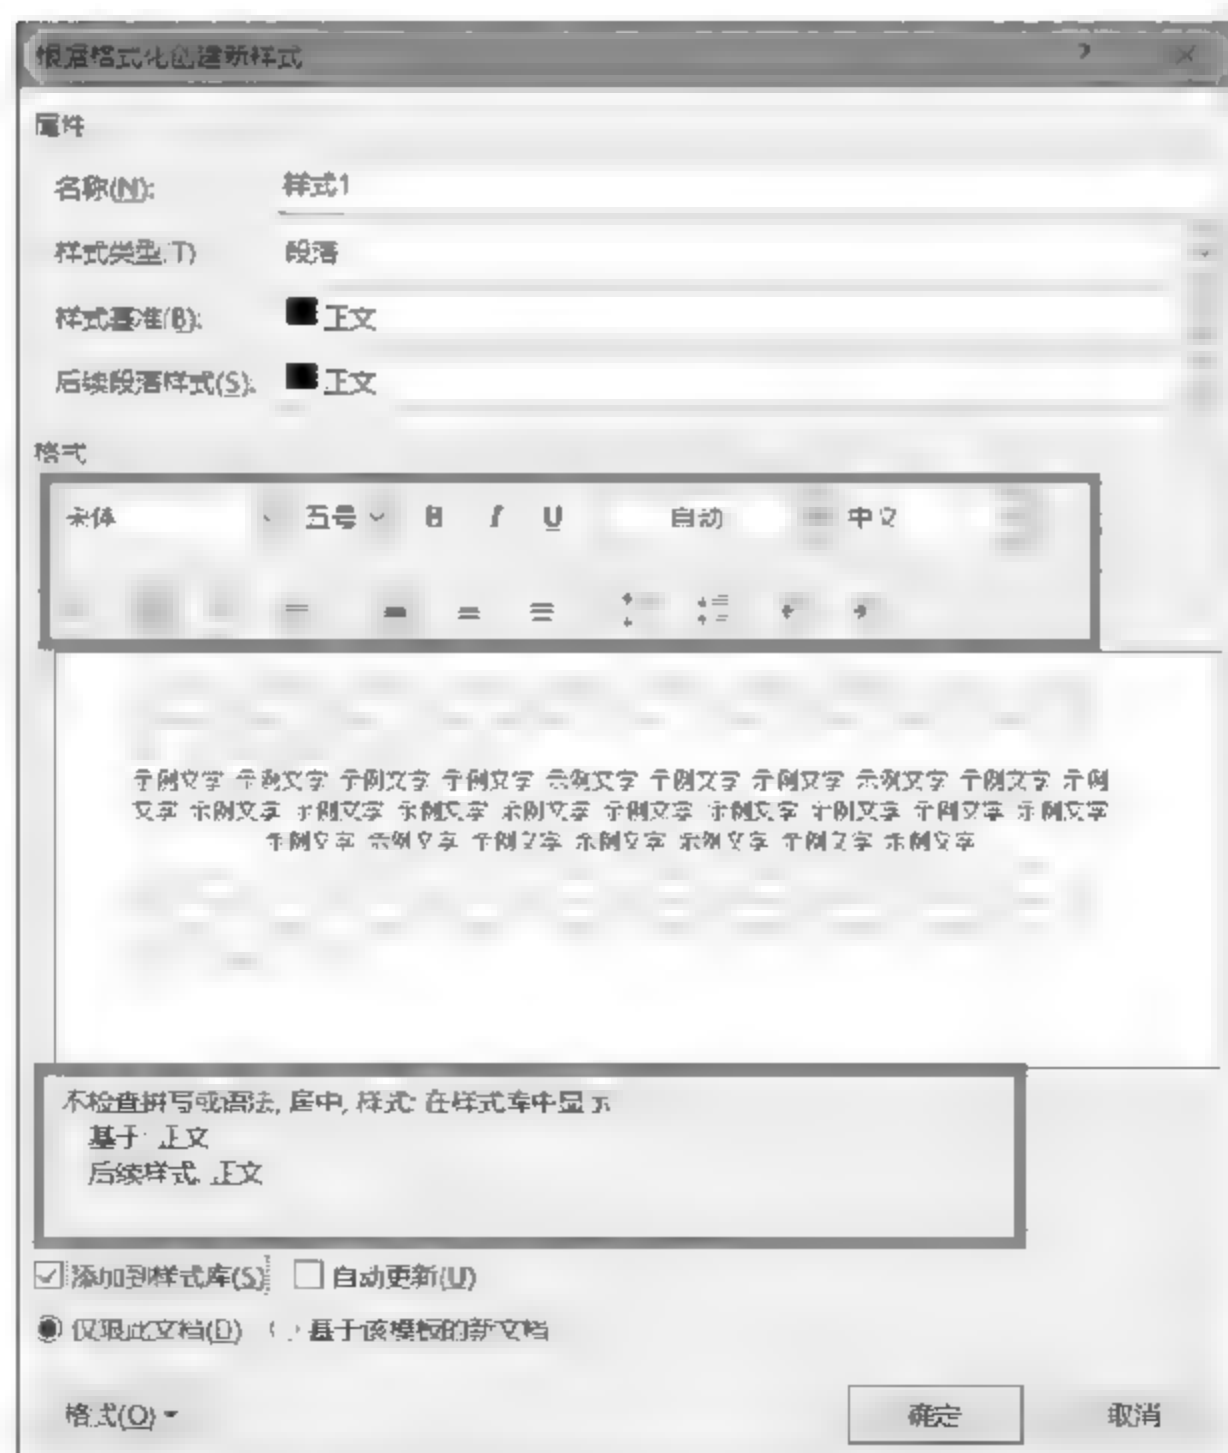 根据格式化创建新样式 ? ×
属性
名称(N): 样式1
样式类型(T) 段落
样式基准(B): 正文
后续段落样式(S): 正文
格式
宋体 五号 B I U 自动 中文
示例文字 示例文字 示例文字 示例文字 示例文字 示例文字 示例文字 示例文字 示例文字 示例
文字 示例文字 示例文字 示例文字 示例文字 示例文字 示例文字 示例文字 示例文字 示例文字
示例文字 示例文字 示例文字 示例文字 示例文字 示例文字 示例文字
不检查拼写或语法, 居中, 样式: 在样式库中显示
基于: 正文
后续样式: 正文
添加到样式库(S) 自动更新(U)
仅限此文档(D) 基于该模板的新文档
格式(O)
确定 取消